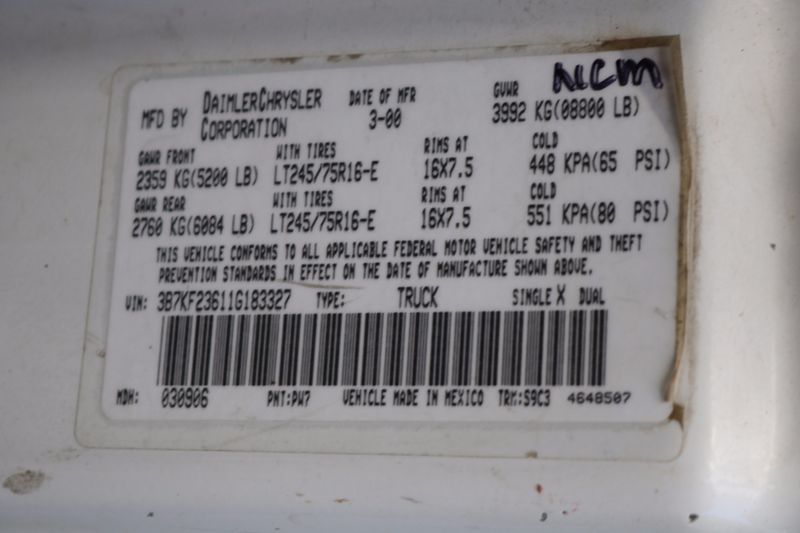 NCM
MFD BY DAIMLERCHRYSLER CORPORATION DATE OF MFR 3-00 GVWR 3992 KG(08800 LB)
GAWR FRONT WITH TIRES RIMS AT COLD
2359 KG(5200 LB) LT245/75R16-E 16X7.5 448 KPA(65 PSI)
GAWR REAR WITH TIRES RIMS AT COLD
2760 KG(6084 LB) LT245/75R16-E 16X7.5 551 KPA(80 PSI)
THIS VEHICLE CONFORMS TO ALL APPLICABLE FEDERAL MOTOR VEHICLE SAFETY AND THEFT
PREVENTION STANDARDS IN EFFECT ON THE DATE OF MANUFACTURE SHOWN ABOVE.
VIN: 3B7KF23611G183327 TYPE: TRUCK SINGLE X DUAL
MDH: 030906 PNT:PW7 VEHICLE MADE IN MEXICO TRM:S9C3 4648507